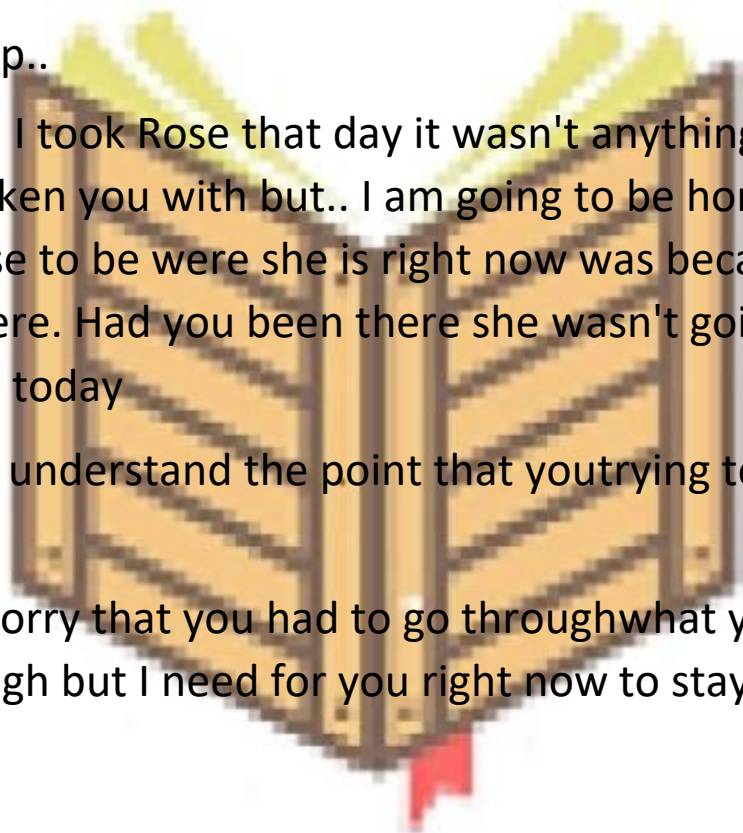 p..
I took Rose that day it wasn't anything
ken you with but.. I am going to be hon
se to be were she is right now was beca
ere. Had you been there she wasn't goi
today
understand the point that youtrying to
orry that you had to go throughwhat y
gh but I need for you right now to stay